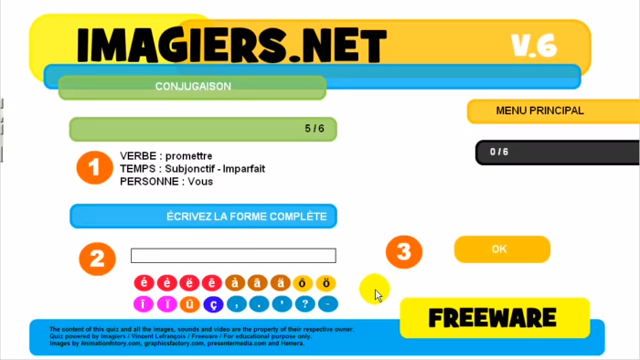 IMAGIERS.NET
V.6
CONJUGAISON
MENU PRINCIPAL
5 / 6
0 / 6
1
VERBE : promettre
TEMPS : Subjonctif - Imparfait
PERSONNE : Vous
ÉCRIVEZ LA FORME COMPLÈTE
2
3
OK
FREEWARE
The content of this quiz and all the images, sounds and video are the property of their respective owner.
Quiz powered by Imagiers / Vincent Lefrançois / Freeware / For educational purpose only.
Images by animationfactory.com, graphicsfactory.com, presentermedia.com and Hemera.